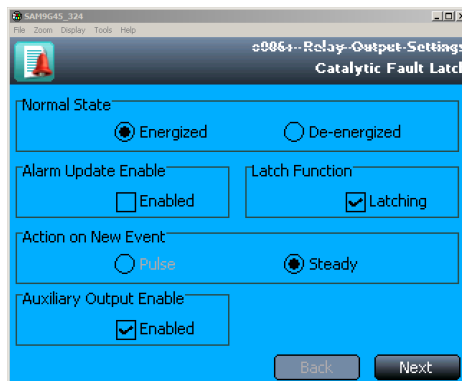 SAM9G45_324
File Zoom Display Tools Help
Relay Output Settings
Catalytic Fault Latch
Normal State
Energized De-energized
Alarm Update Enable Latch Function
Enabled Latching
Action on New Event
Pulse Steady
Auxiliary Output Enable
Enabled
Back Next